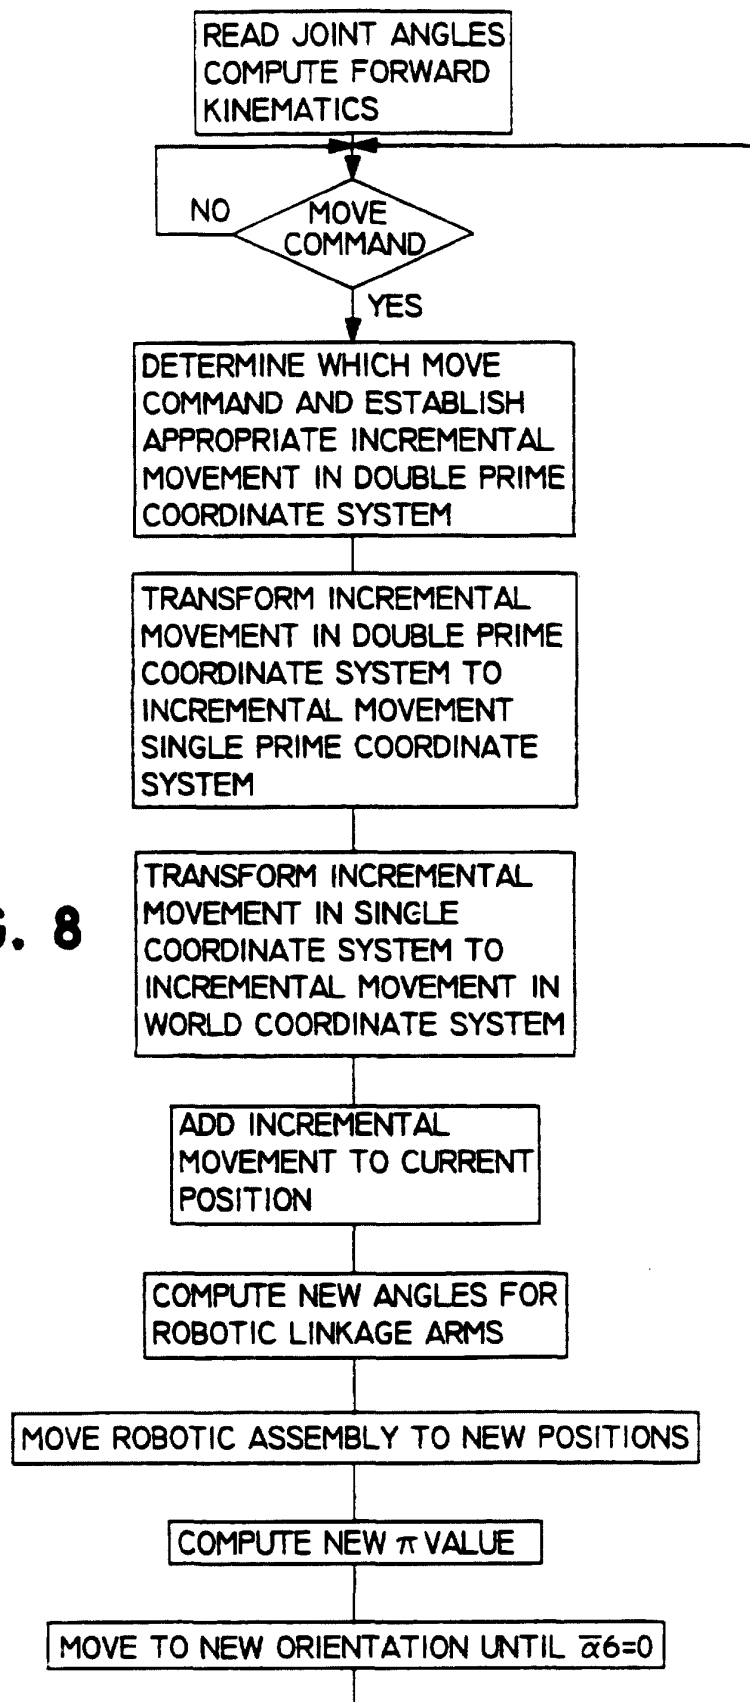 READ JOINT ANGLES
COMPUTE FORWARD
KINEMATICS
NO
MOVE
COMMAND
YES
DETERMINE WHICH MOVE
COMMAND AND ESTABLISH
APPROPRIATE INCREMENTAL
MOVEMENT IN DOUBLE PRIME
COORDINATE SYSTEM
TRANSFORM INCREMENTAL
MOVEMENT IN DOUBLE PRIME
COORDINATE SYSTEM TO
INCREMENTAL MOVEMENT
SINGLE PRIME COORDINATE
SYSTEM
TRANSFORM INCREMENTAL
MOVEMENT IN SINGLE
COORDINATE SYSTEM TO
INCREMENTAL MOVEMENT IN
WORLD COORDINATE SYSTEM
G. 8
ADD INCREMENTAL
MOVEMENT TO CURRENT
POSITION
COMPUTE NEW ANGLES FOR
ROBOTIC LINKAGE ARMS
MOVE ROBOTIC ASSEMBLY TO NEW POSITIONS
COMPUTE NEW π VALUE
MOVE TO NEW ORIENTATION UNTIL ᾱ6=0